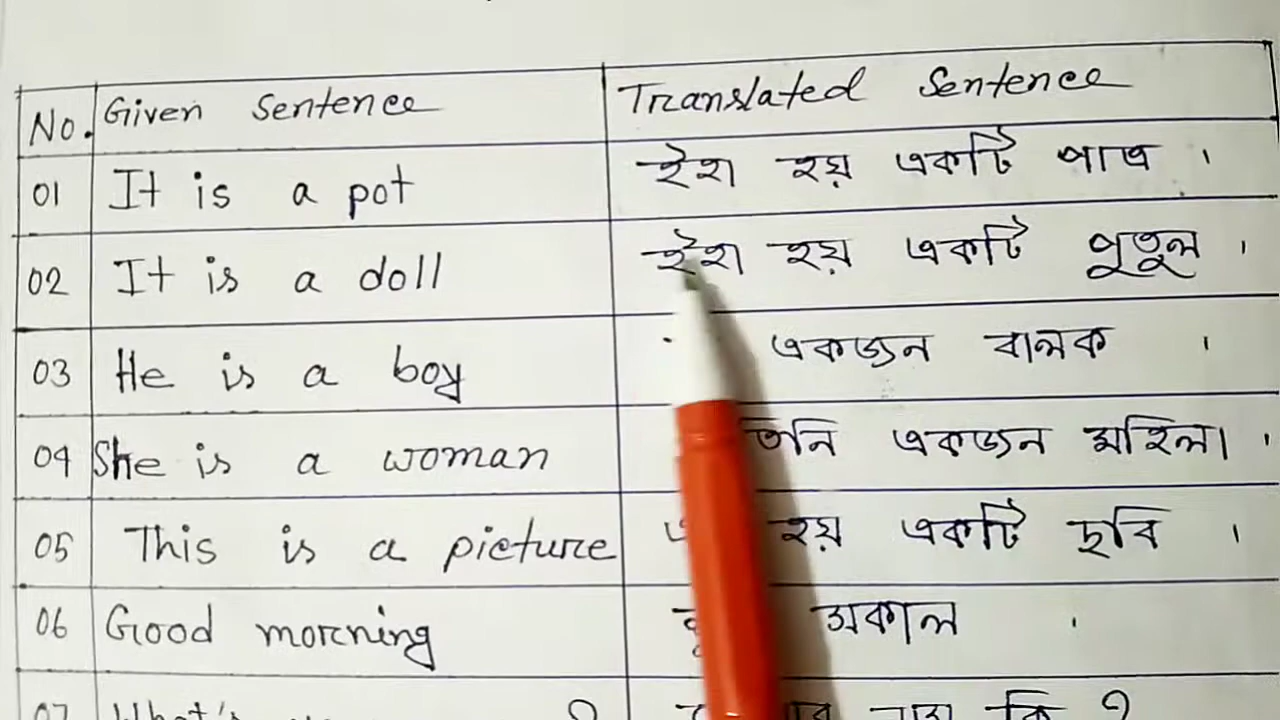 No. Given Sentence Translated Sentence
01 It is a pot ইহা হয় একটি পাত্র ।
02 It is a doll ইহা হয় একটি পুতুল ।
03 He is a boy একজন বালক ।
04 She is a woman তিনি একজন মহিলা ।
05 This is a picture হয় একটি ছবি ।
06 Good morning সকাল ।
07 What's ? কি ?